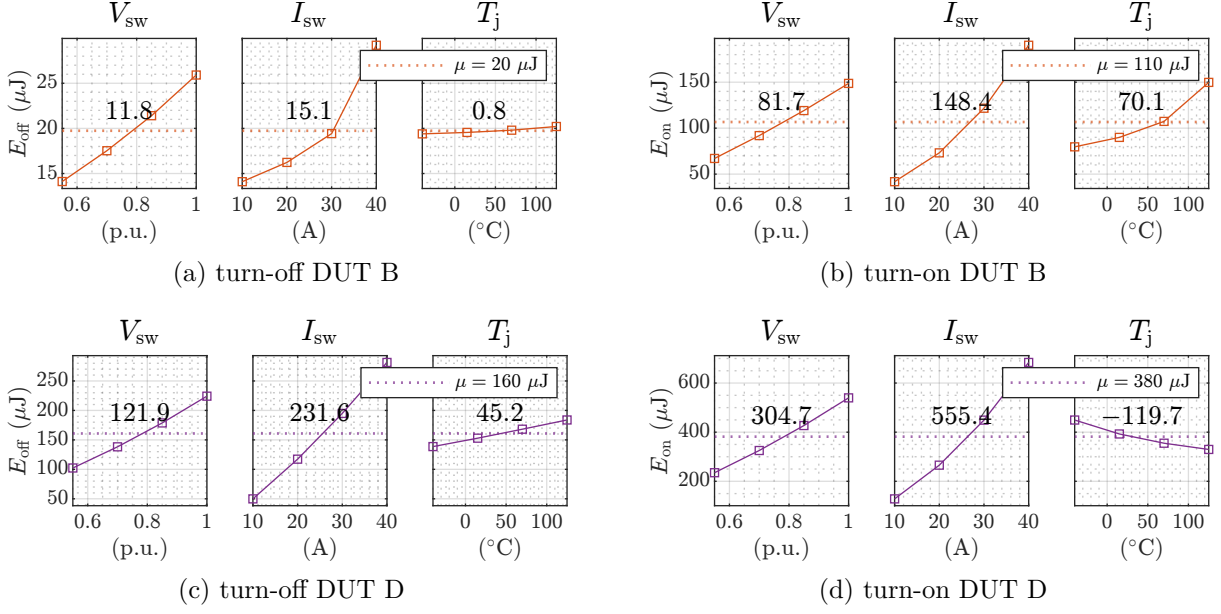 V_sw I_sw T_j
E_off (μJ)
25
20
15
11.8
15.1
0.8
μ = 20 μJ
0.6 0.8 1
10 20 30 40
0 50 100
(p.u.) (A) (°C)
(a) turn-off DUT B
V_sw I_sw T_j
E_on (μJ)
150
100
50
81.7
148.4
70.1
μ = 110 μJ
0.6 0.8 1
10 20 30 40
0 50 100
(p.u.) (A) (°C)
(b) turn-on DUT B
V_sw I_sw T_j
E_off (μJ)
250
200
150
100
50
121.9
231.6
45.2
μ = 160 μJ
0.6 0.8 1
10 20 30 40
0 50 100
(p.u.) (A) (°C)
(c) turn-off DUT D
V_sw I_sw T_j
E_on (μJ)
600
400
200
304.7
555.4
−119.7
μ = 380 μJ
0.6 0.8 1
10 20 30 40
0 50 100
(p.u.) (A) (°C)
(d) turn-on DUT D